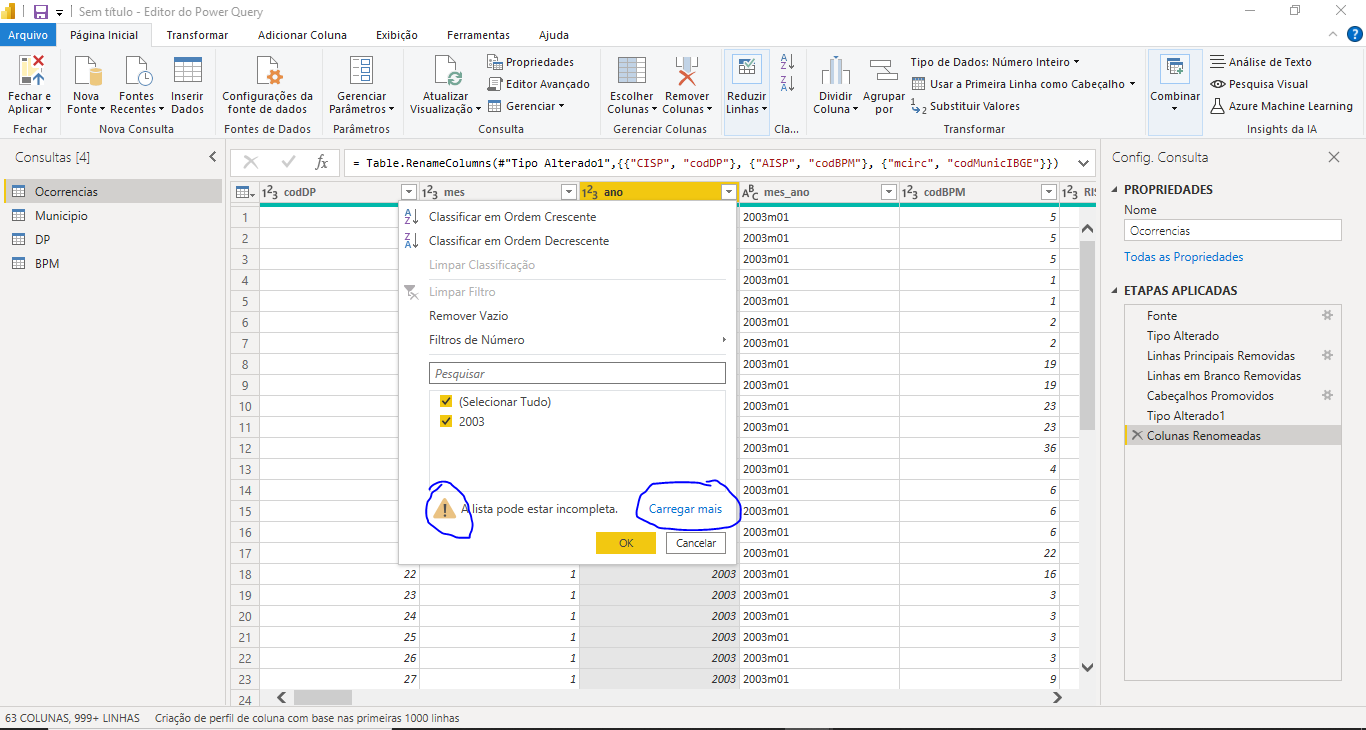 Sem título - Editor do Power Query
Arquivo Página Inicial Transformar Adicionar Coluna Exibição Ferramentas Ajuda
Fechar e Aplicar
Fechar
Nova Fonte
Fontes Recentes
Inserir Dados
Nova Consulta
Configurações da fonte de dados
Fontes de Dados
Gerenciar Parâmetros
Parâmetros
Atualizar Visualização
Propriedades
Editor Avançado
Gerenciar
Consulta
Escolher Colunas
Remover Colunas
Gerenciar Colunas
Reduzir Linhas
Cla...
Dividir Coluna
Agrupar por
Tipo de Dados: Número Inteiro
Usar a Primeira Linha como Cabeçalho
Substituir Valores
Transformar
Combinar
Análise de Texto
Pesquisa Visual
Azure Machine Learning
Insights da IA
Consultas [4]
Ocorrencias
Municipio
DP
BPM
= Table.RenameColumns(#"Tipo Alterado1",{{"CISP", "codDP"}, {"AISP", "codBPM"}, {"mcirc", "codMunicIBGE"}})
codDP mes ano mes_ano codBPM RIS
1 2003m01 5
2 2003m01 5
3 2003m01 5
4 2003m01 1
5 2003m01 1
6 2003m01 2
7 2003m01 2
8 2003m01 19
9 2003m01 19
10 2003m01 23
11 2003m01 23
12 2003m01 36
13 2003m01 4
14 2003m01 6
15 2003m01 6
16 2003m01 6
17 2003m01 22
18 22 1 2003 2003m01 16
19 23 1 2003 2003m01 3
20 24 1 2003 2003m01 3
21 25 1 2003 2003m01 3
22 26 1 2003 2003m01 3
23 27 1 2003 2003m01 9
24
Classificar em Ordem Crescente
Classificar em Ordem Decrescente
Limpar Classificação
Limpar Filtro
Remover Vazio
Filtros de Número
Pesquisar
(Selecionar Tudo)
2003
A lista pode estar incompleta. Carregar mais
OK Cancelar
Config. Consulta
PROPRIEDADES
Nome
Ocorrencias
Todas as Propriedades
ETAPAS APLICADAS
Fonte
Tipo Alterado
Linhas Principais Removidas
Linhas em Branco Removidas
Cabeçalhos Promovidos
Tipo Alterado1
Colunas Renomeadas
63 COLUNAS, 999+ LINHAS Criação de perfil de coluna com base nas primeiras 1000 linhas